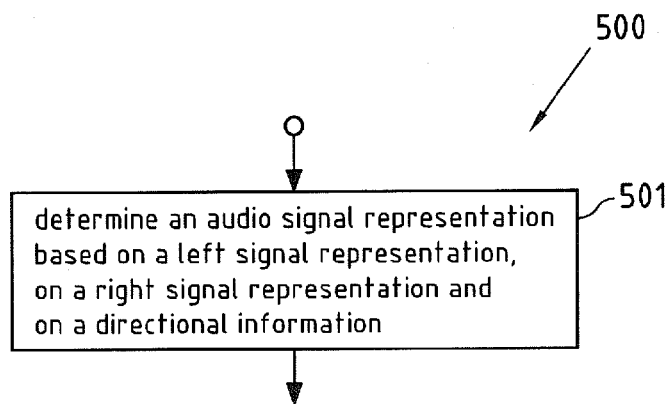 500
501
determine an audio signal representation
based on a left signal representation,
on a right signal representation and
on a directional information